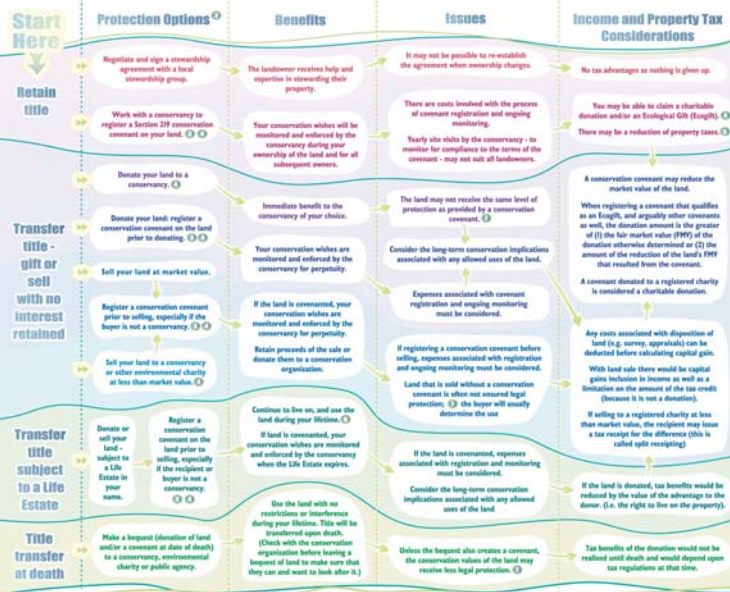 Start
Here
Protection Options
Benefits
Issues
Income and Property Tax
Considerations
Retain
title
Negotiate and sign a stewardship
agreement with a local
stewardship group.
The landowner receives help and
expertise in stewarding their
property.
It may not be possible to re-establish
the agreement when ownership changes.
No tax advantages as nothing is given up.
Work with a conservancy to
register a Section 219 conservation
covenant on your land.
Your conservation wishes will be
monitored and enforced by the
conservancy during your
ownership of the land and for all
subsequent owners.
There are costs involved with the process
of covenant registration and ongoing
monitoring.
Yearly site visits by the conservancy - to
monitor for compliance to the terms of the
covenant - may not suit all landowners.
You may be able to claim a charitable
donation and/or an Ecological Gift (Ecogift).
There may be a reduction of property taxes.
Transfer
title -
gift or
sell
with no
interest
retained
Donate your land to a
conservancy.
Donate your land: register a
conservation covenant on the land
prior to donating.
Sell your land at market value.
Register a conservation covenant
prior to selling, especially if the
buyer is not a conservancy.
Sell your land to a conservancy
or other environmental charity
at less than market value.
Immediate benefit to the
conservancy of your choice.
Your conservation wishes are
monitored and enforced by the
conservancy for perpetuity.
If the land is covenanted, your
conservation wishes are
monitored and enforced by the
conservancy for perpetuity.
Retain proceeds of the sale or
donate them to a conservation
organization.
The land may not receive the same level of
protection as provided by a conservation
covenant.
Consider the long-term conservation implications
associated with any allowed uses of the land.
Expenses associated with covenant
registration and ongoing monitoring
must be considered.
If registering a conservation covenant before
selling, expenses associated with registration
and ongoing monitoring must be considered.
Land that is sold without a conservation
covenant is often not ensured legal
protection; the buyer will usually
determine the use
A conservation covenant may reduce the
market value of the land.
When registering a covenant that qualifies
as an Ecogift, and arguably other covenants
as well, the donation amount is the greater
of (1) the fair market value (FMV) of the
donation otherwise determined or (2) the
amount of the reduction of the land's FMV
that resulted from the covenant.
A covenant donated to a registered charity
is considered a charitable donation.
Any costs associated with disposition of
land (e.g. survey, appraisals) can be
deducted before calculating capital gain.
With land sale there would be capital
gains inclusion in income as well as a
limitation on the amount of the tax credit
(because it is not a donation).
If selling to a registered charity at less
than market value, the recipient may issue
a tax receipt for the difference (this is
called split receipting)
Transfer
title
subject
to a Life
Estate
Donate or
sell your
land -
subject to
a Life
Estate in
your
name.
Register a
conservation
covenant on the
land prior to
selling, especially
if the recipient or
buyer is not a
conservancy.
Continue to live on, and use the
land during your lifetime.
If land is covenanted, your
conservation wishes are monitored
and enforced by the conservancy
when the Life Estate expires.
If the land is covenanted, expenses
associated with registration and monitoring
must be considered.
Consider the long-term conservation
implications associated with any allowed
uses of the land
If the land is donated, tax benefits would be
reduced by the value of the advantage to the
donor. (i.e. the right to live on the property).
Title
transfer
at death
Make a bequest (donation of land
and/or a covenant at date of death)
to a conservancy, environmental
charity or public agency.
Use the land with no
restrictions or interference
during your lifetime. Title will be
transferred upon death.
(Check with the conservation
organization before leaving a
bequest of land to make sure that
they can and want to look after it.)
Unless the bequest also creates a covenant,
the conservation values of the land may
receive less legal protection.
Tax benefits of the donation would not be
realized until death and would depend upon
tax regulations at that time.